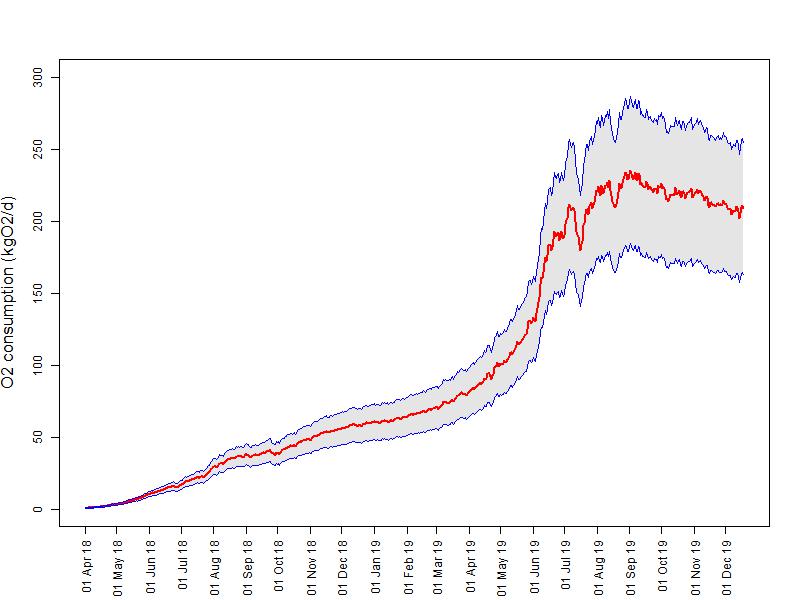 O2 consumption (kgO2/d)
300
250
200
150
100
50
0
01 Apr 18
01 May 18
01 Jun 18
01 Jul 18
01 Aug 18
01 Sep 18
01 Oct 18
01 Nov 18
01 Dec 18
01 Jan 19
01 Feb 19
01 Mar 19
01 Apr 19
01 May 19
01 Jun 19
01 Jul 19
01 Aug 19
01 Sep 19
01 Oct 19
01 Nov 19
01 Dec 19